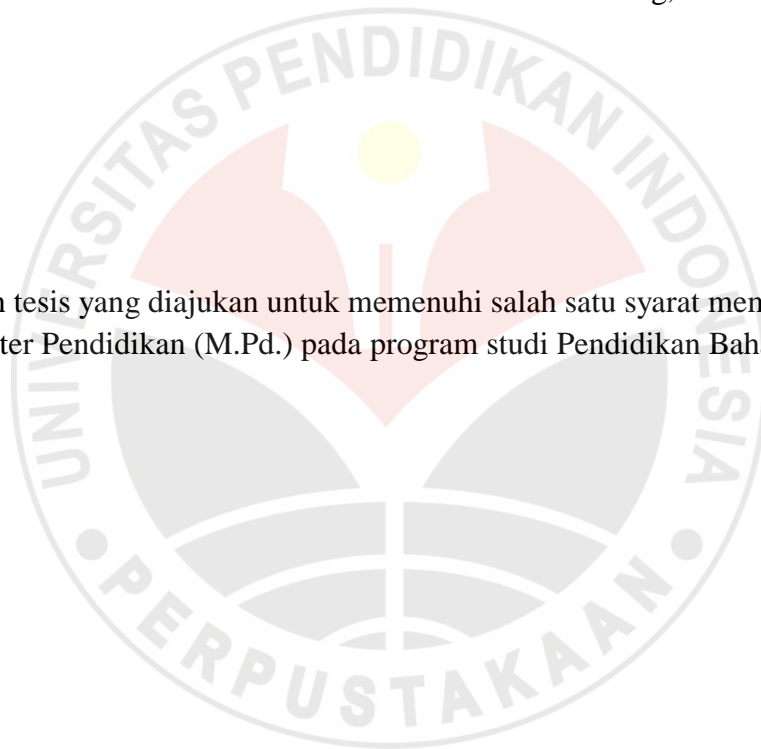 n tesis yang diajukan untuk memenuhi salah satu syarat men
ter Pendidikan (M.Pd.) pada program studi Pendidikan Bah
UNIVERSITAS PENDIDIKAN INDONESIA
PERPUSTAKAAN